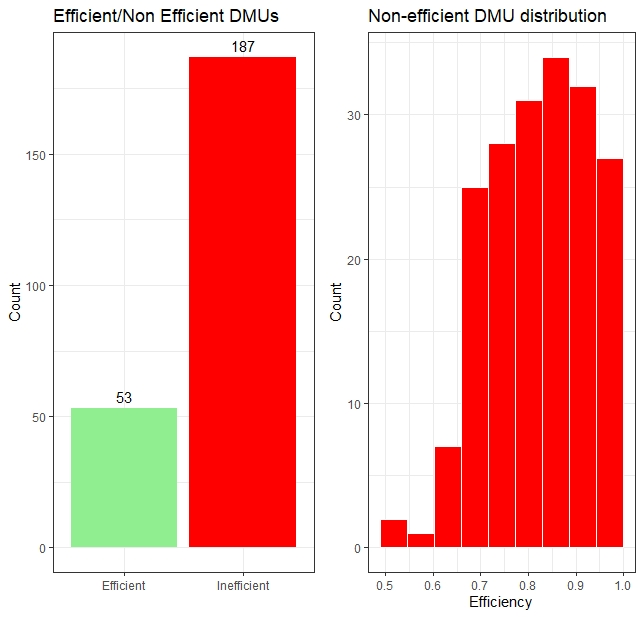 Efficient/Non Efficient DMUs
187
53
150
100
50
0
Count
Efficient
Inefficient
Non-efficient DMU distribution
30
20
10
0
Count
0.5
0.6
0.7
0.8
0.9
1.0
Efficiency